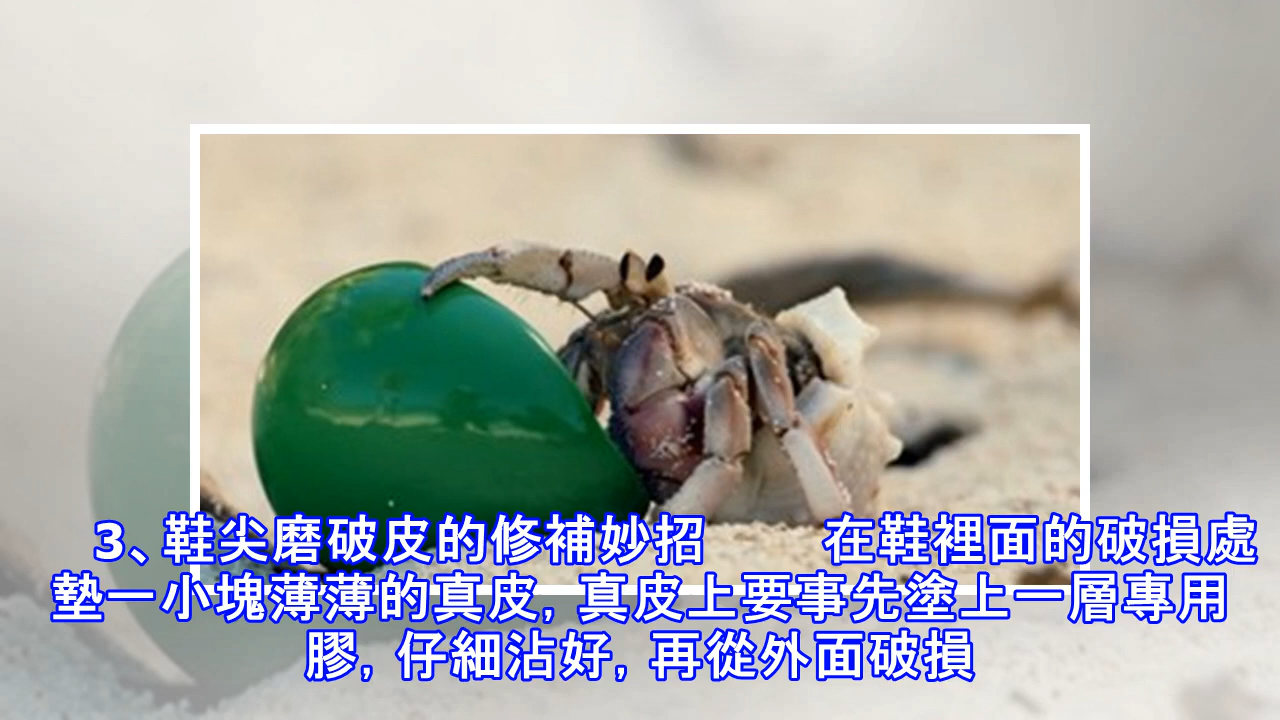 3、鞋尖磨破皮的修補妙招　　在鞋裡面的破損處
墊一小塊薄薄的真皮, 真皮上要事先塗上一層專用
膠, 仔細沾好, 再從外面破損